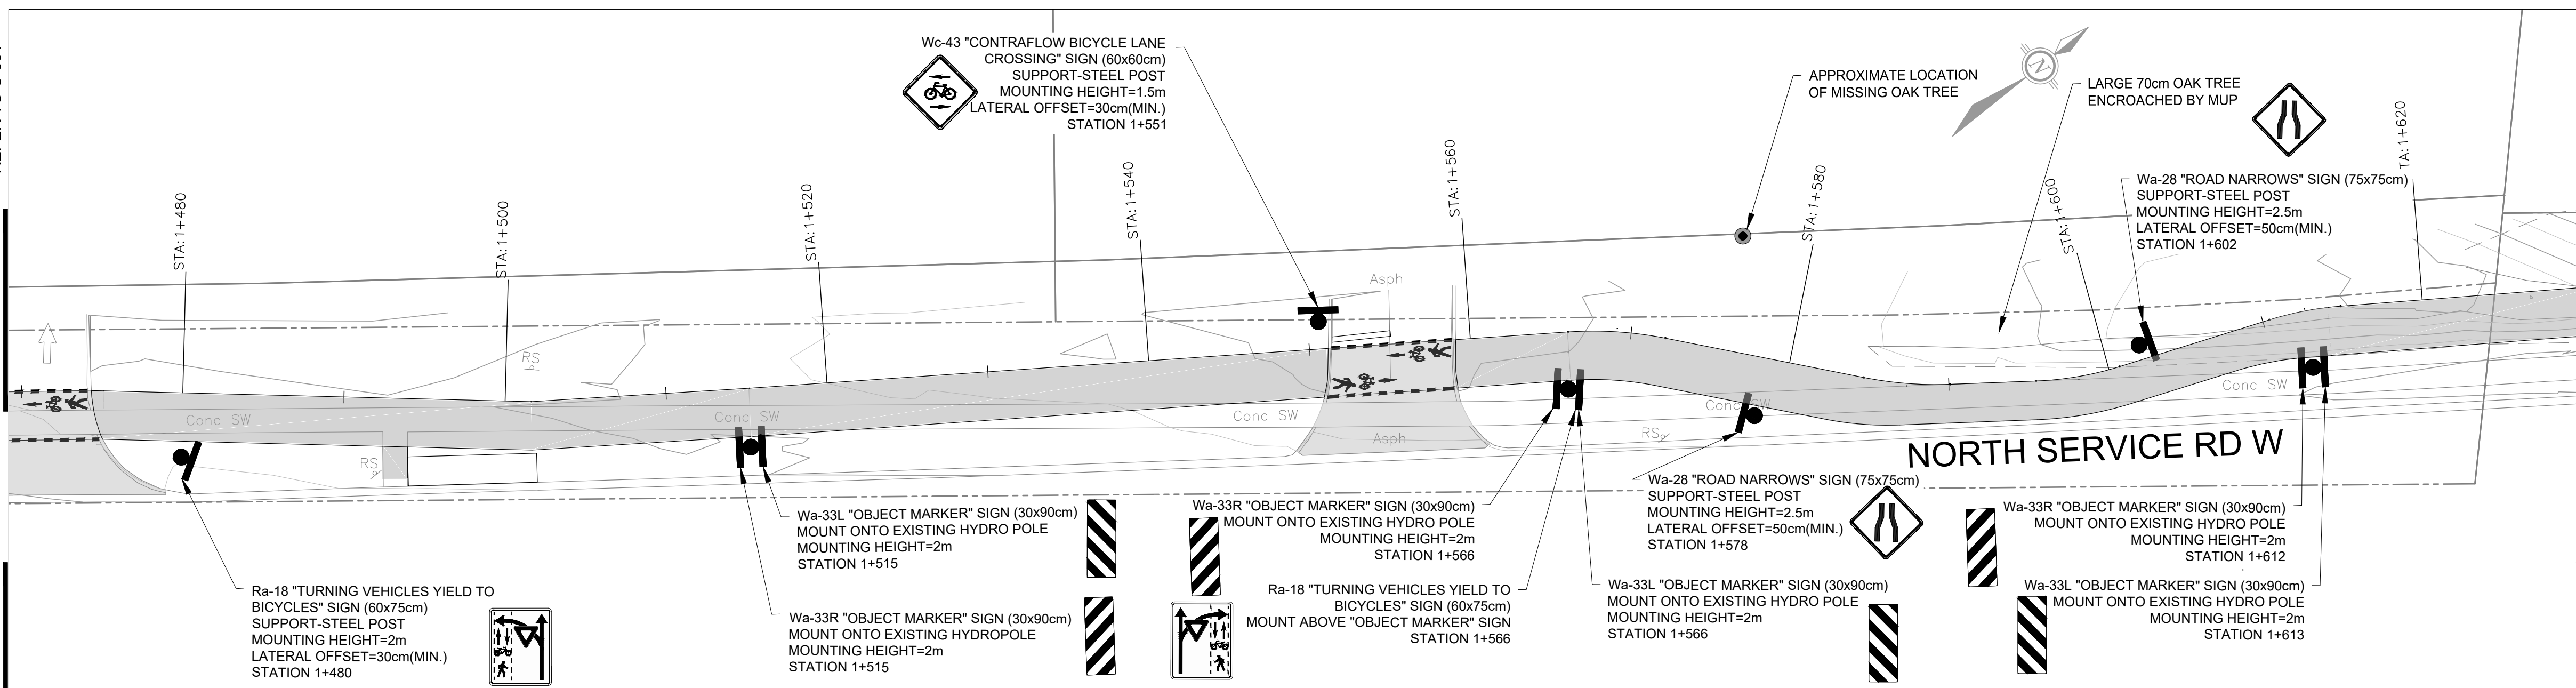 Wc-43 "CONTRAFLOW BICYCLE LANE
CROSSING" SIGN (60x60cm)
SUPPORT-STEEL POST
MOUNTING HEIGHT=1.5m
LATERAL OFFSET=30cm(MIN.)
STATION 1+551
APPROXIMATE LOCATION
OF MISSING OAK TREE
N
LARGE 70cm OAK TREE
ENCROACHED BY MUP
Wa-28 "ROAD NARROWS" SIGN (75x75cm)
SUPPORT-STEEL POST
MOUNTING HEIGHT=2.5m
LATERAL OFFSET=50cm(MIN.)
STATION 1+602
STA:1+480
STA:1+500
STA:1+520
STA:1+540
STA:1+560
STA:1+580
STA:1+600
TA:1+620
Asph
RS
Conc SW
Conc SW
Conc SW
Conc SW
Conc SW
RS
Asph
RS
NORTH SERVICE RD W
Ra-18 "TURNING VEHICLES YIELD TO
BICYCLES" SIGN (60x75cm)
SUPPORT-STEEL POST
MOUNTING HEIGHT=2m
LATERAL OFFSET=30cm(MIN.)
STATION 1+480
Wa-33L "OBJECT MARKER" SIGN (30x90cm)
MOUNT ONTO EXISTING HYDRO POLE
MOUNTING HEIGHT=2m
STATION 1+515
Wa-33R "OBJECT MARKER" SIGN (30x90cm)
MOUNT ONTO EXISTING HYDROPOLE
MOUNTING HEIGHT=2m
STATION 1+515
Wa-33R "OBJECT MARKER" SIGN (30x90cm)
MOUNT ONTO EXISTING HYDRO POLE
MOUNTING HEIGHT=2m
STATION 1+566
Ra-18 "TURNING VEHICLES YIELD TO
BICYCLES" SIGN (60x75cm)
MOUNT ABOVE "OBJECT MARKER" SIGN
STATION 1+566
Wa-28 "ROAD NARROWS" SIGN (75x75cm)
SUPPORT-STEEL POST
MOUNTING HEIGHT=2.5m
LATERAL OFFSET=50cm(MIN.)
STATION 1+578
Wa-33L "OBJECT MARKER" SIGN (30x90cm)
MOUNT ONTO EXISTING HYDRO POLE
MOUNTING HEIGHT=2m
STATION 1+566
Wa-33R "OBJECT MARKER" SIGN (30x90cm)
MOUNT ONTO EXISTING HYDRO POLE
MOUNTING HEIGHT=2m
STATION 1+612
Wa-33L "OBJECT MARKER" SIGN (30x90cm)
MOUNT ONTO EXISTING HYDRO POLE
MOUNTING HEIGHT=2m
STATION 1+613